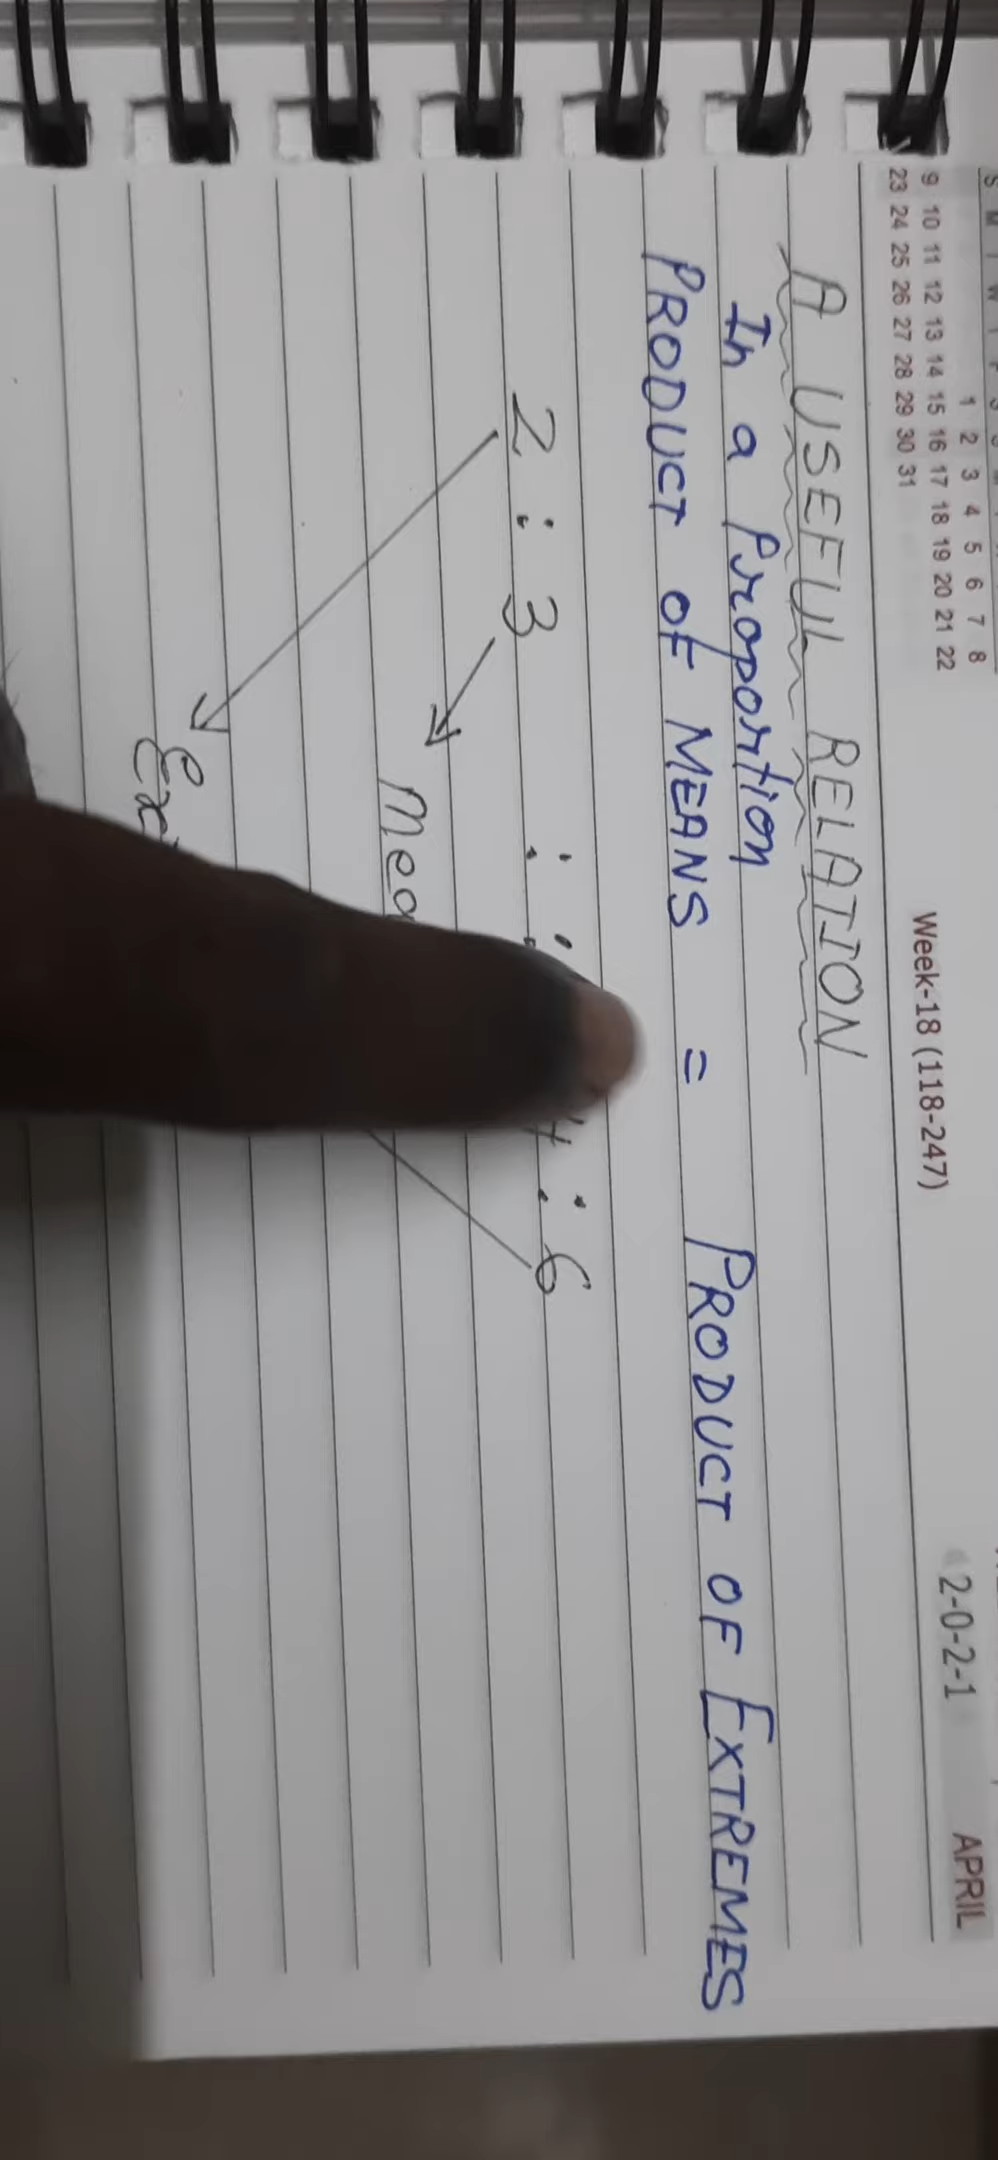 1 2 3 4 5 6 7 8
9 10 11 12 13 14 15 16 17 18 19 20 21 22
23 24 25 26 27 28 29 30 31
Week-18 (118-247)
2-0-2-1
APRIL
A USEFUL RELATION
In a Proportion
PRODUCT OF MEANS = PRODUCT OF EXTREMES
2 : 3 :: 4 : 6